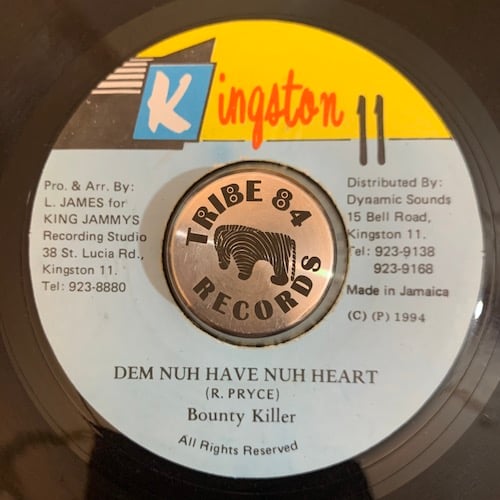 Kingston 11
Pro. & Arr. By:
L. JAMES for
KING JAMMYS
Recording Studio
38 St. Lucia Rd.,
Kingston 11.
Tel: 923-8880
TRIBE 84
RECORDS
Distributed By:
Dynamic Sounds
15 Bell Road,
Kingston 11.
Tel: 923-9138
923-9168
Made in Jamaica
(C) (P) 1994
DEM NUH HAVE NUH HEART
(R. PRYCE)
Bounty Killer
All Rights Reserved